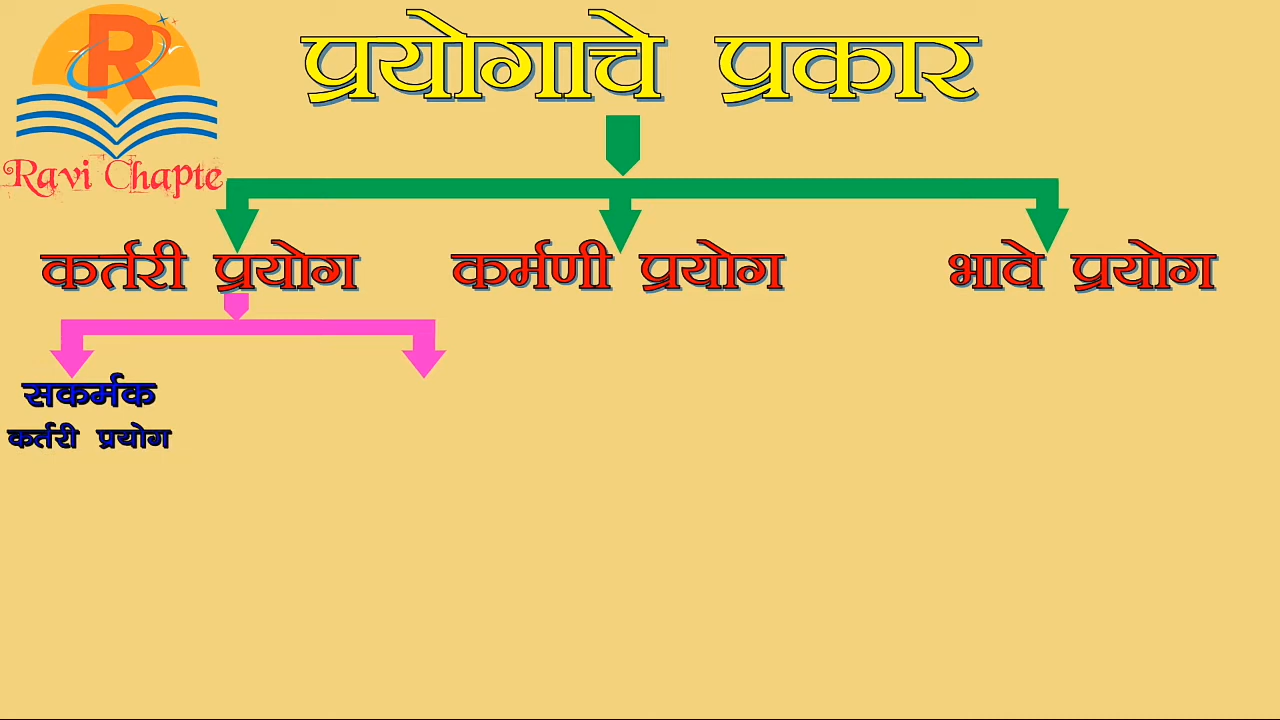 प्रयोगाचे प्रकार
Ravi Chapte
कर्तरी प्रयोग कर्मणी प्रयोग भावे प्रयोग
सकर्मक
कर्तरी प्रयोग